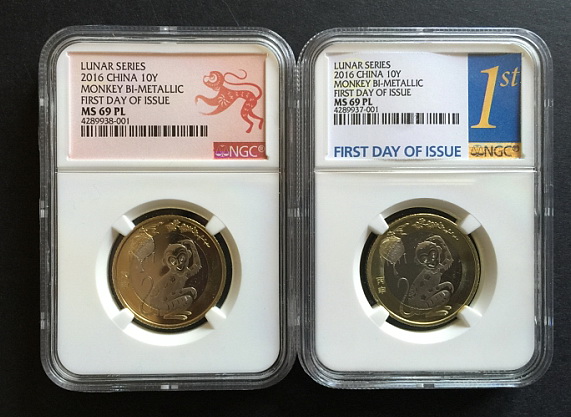 LUNAR SERIES
2016 CHINA 10Y
MONKEY BI-METALLIC
FIRST DAY OF ISSUE
MS 69 PL
4289938-001
NGC
LUNAR SERIES
2016 CHINA 10Y
MONKEY BI-METALLIC
FIRST DAY OF ISSUE
MS 69 PL
4289937-001
1st
FIRST DAY OF ISSUE
NGC